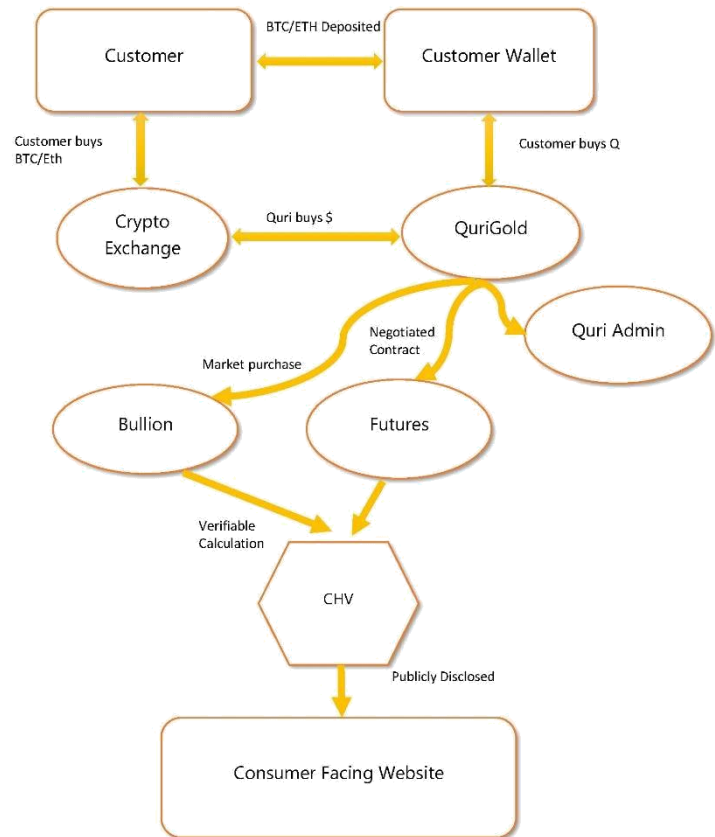 BTC/ETH Deposited
Customer
Customer Wallet
Customer buys
BTC/Eth
Customer buys Q
Crypto
Exchange
Quri buys $
QuriGold
Negotiated
Contract
Quri Admin
Market purchase
Bullion
Futures
Verifiable
Calculation
CHV
Publicly Disclosed
Consumer Facing Website